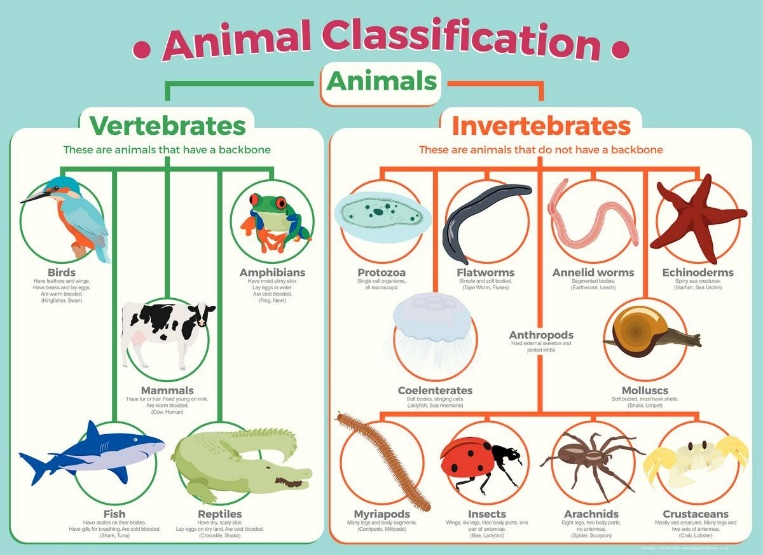 Animal Classification
Animals
Vertebrates
These are animals that have a backbone
Invertebrates
These are animals that do not have a backbone
Birds
Have feathers and wings.
Have beaks and lay eggs.
Are warm blooded.
(Kingfisher, Swan)
Amphibians
Have moist slimy skin.
Lay eggs in water.
Are cold blooded.
(Frog, Newt)
Mammals
Have fur or hair. Feed young on milk.
Are warm blooded.
(Cow, Human)
Fish
Have scales on their bodies.
Have gills for breathing. Are cold blooded.
(Shark, Tuna)
Reptiles
Have dry, scaly skin.
Lay eggs on dry land. Are cold blooded.
(Crocodile, Snake)
Protozoa
Single cell organisms,
all microscopic
Flatworms
Simple and soft bodied.
(Tape Worm, Flukes)
Annelid worms
Segmented bodies.
(Earthworm, Leech)
Echinoderms
Spiny sea creatures.
(Starfish, Sea Urchin)
Coelenterates
Soft bodies, stinging cells.
(Jellyfish, Sea Anemone)
Anthropods
Hard external skeleton and
jointed limbs
Molluscs
Soft bodied, most have shells.
(Snails, Limpet)
Myriapods
Many legs and body segments.
(Centipede, Millipede)
Insects
Wings, six legs, three body parts, one
pair of antennae.
(Bee, Ladybird)
Arachnids
Eight legs, two body parts,
no antennae.
(Spider, Scorpion)
Crustaceans
Mostly sea creatures. Many legs and
two sets of antennae.
(Crab, Lobster)